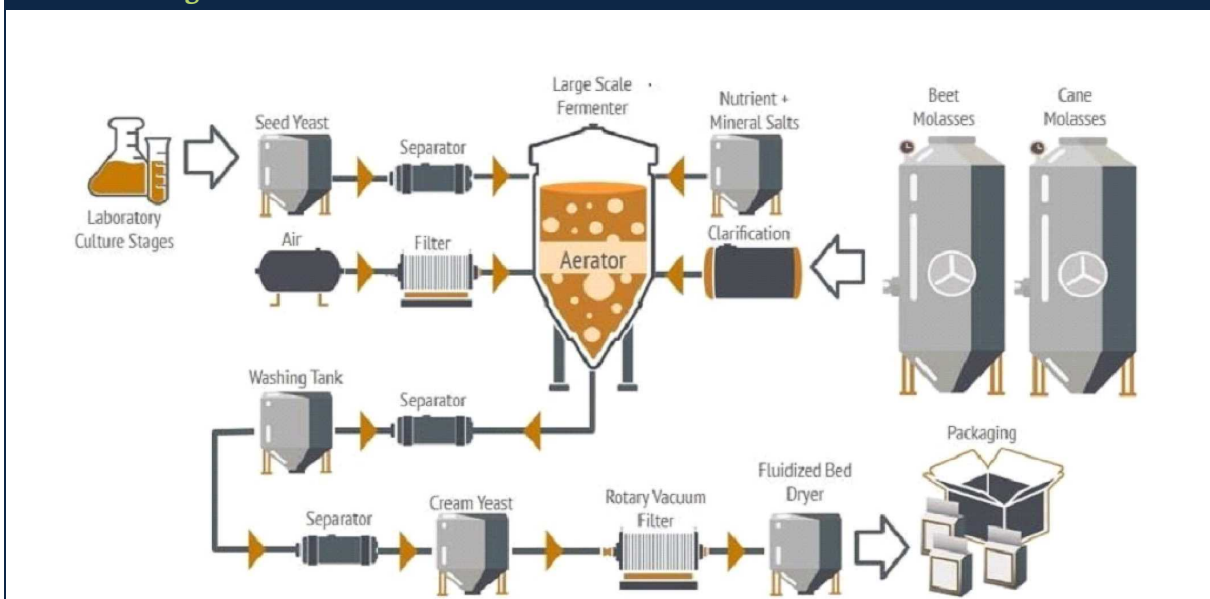 Large Scale
Fermenter
Nutrient +
Mineral Salts
Beet
Molasses
Cane
Molasses
Seed Yeast
Separator
Laboratory
Culture Stages
Air
Filter
Aerator
Clarification
Washing Tank
Separator
Packaging
Fluidized Bed
Dryer
Separator
Cream Yeast
Rotary Vacuum
Filter